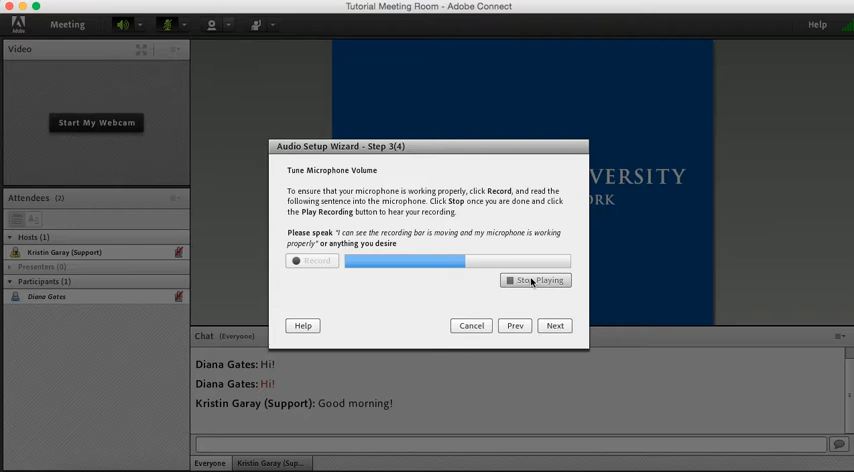 Tutorial Meeting Room - Adobe Connect
Adobe
Meeting
Help
Video
Start My Webcam
VERSITY
ORK
Audio Setup Wizard - Step 3(4)
Tune Microphone Volume
To ensure that your microphone is working properly, click Record, and read the
following sentence into the microphone. Click Stop once you are done and click
the Play Recording button to hear your recording.
Please speak "I can see the recording bar is moving and my microphone is working
properly" or anything you desire
Record
Stop Playing
Help
Cancel
Prev
Next
Attendees (2)
Hosts (1)
Kristin Garay (Support)
Presenters (0)
Participants (1)
Diana Gates
Chat (Everyone)
Diana Gates: Hi!
Diana Gates: Hi!
Kristin Garay (Support): Good morning!
Everyone
Kristin Garay (Sup...